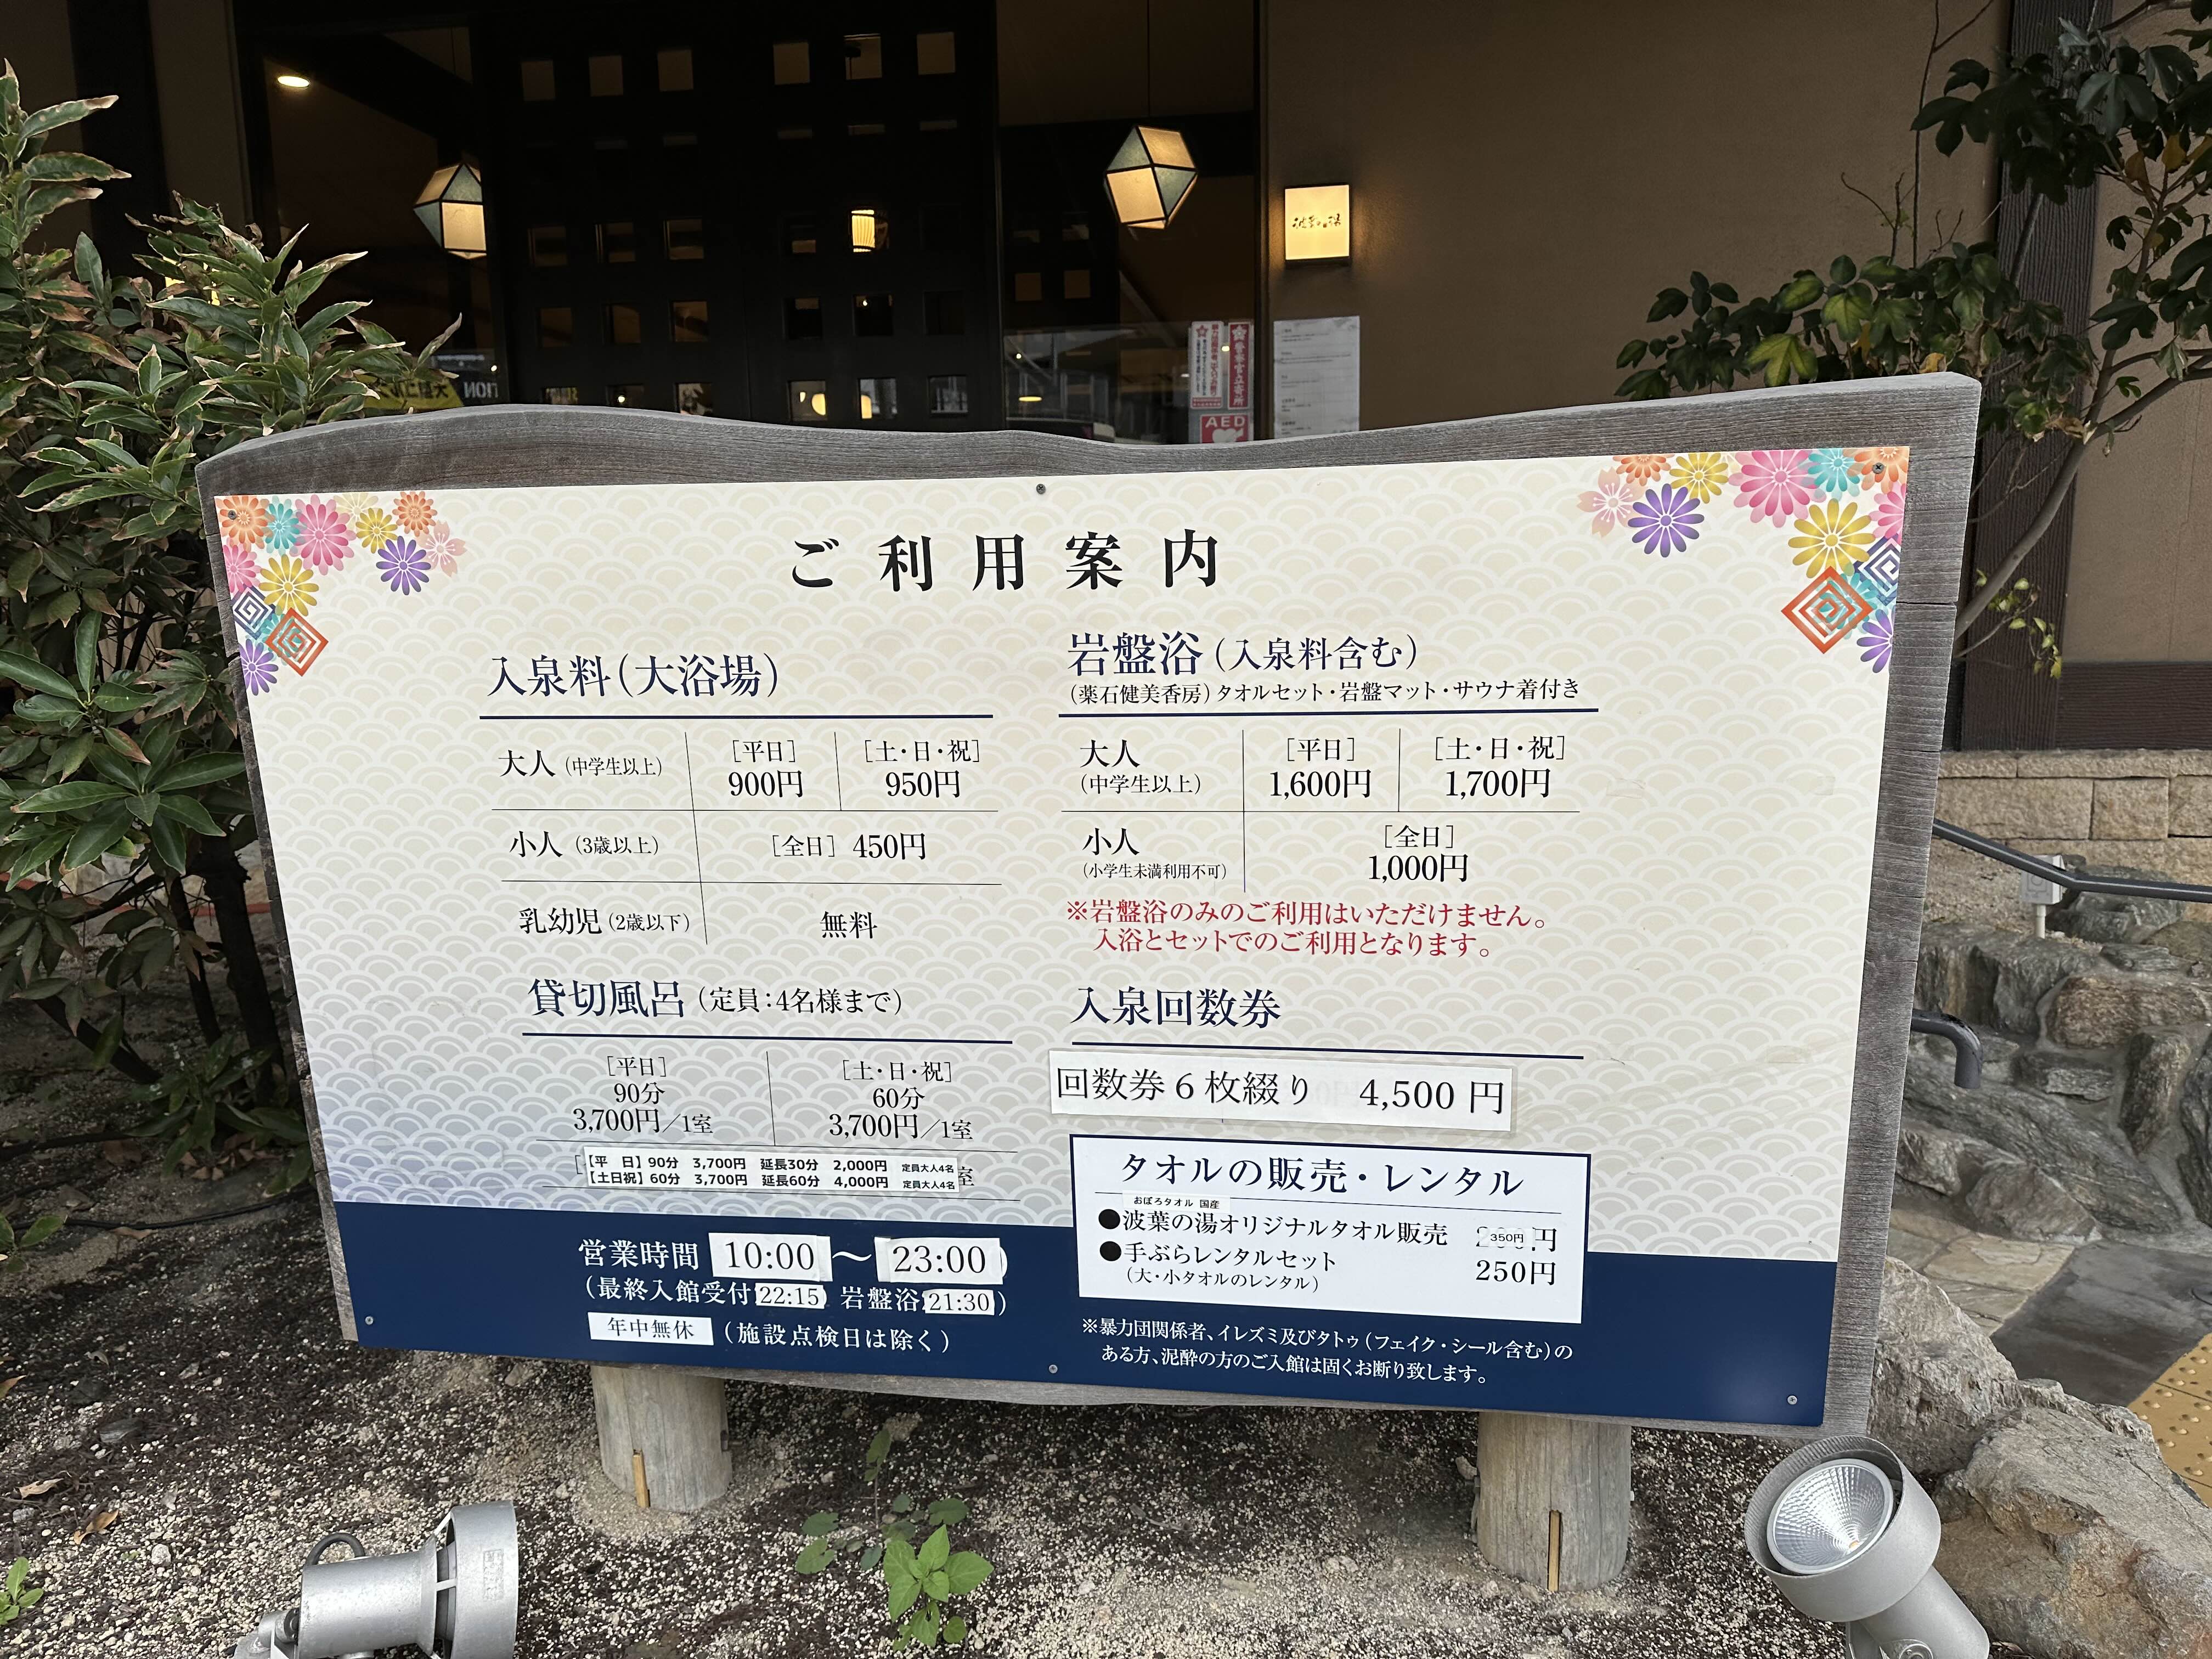 波葉の湯
警察官立寄所
AED
ご利用案内
入泉料(大浴場)
大人(中学生以上)
[平日]
900円
[土・日・祝]
950円
小人(3歳以上)
[全日] 450円
乳幼児(2歳以下)
無料
貸切風呂(定員:4名様まで)
[平日]
90分
3,700円/1室
[土・日・祝]
60分
3,700円/1室
【平 日】90分 3,700円 延長30分 2,000円 定員大人4名
【土日祝】60分 3,700円 延長60分 4,000円 定員大人4名
室
営業時間 10:00 〜 23:00
(最終入館受付 22:15 岩盤浴 21:30)
年中無休 (施設点検日は除く)
岩盤浴(入泉料含む)
(薬石健美香房)タオルセット・岩盤マット・サウナ着付き
大人
(中学生以上)
[平日]
1,600円
[土・日・祝]
1,700円
小人
(小学生未満利用不可)
[全日]
1,000円
※岩盤浴のみのご利用はいただけません。
入浴とセットでのご利用となります。
入泉回数券
回数券6枚綴り 4,500円
タオルの販売・レンタル
おぼろタオル 国産
●波葉の湯オリジナルタオル販売 350円
●手ぶらレンタルセット 250円
(大・小タオルのレンタル)
※暴力団関係者、イレズミ及びタトゥ(フェイク・シール含む)の
ある方、泥酔の方のご入館は固くお断り致します。